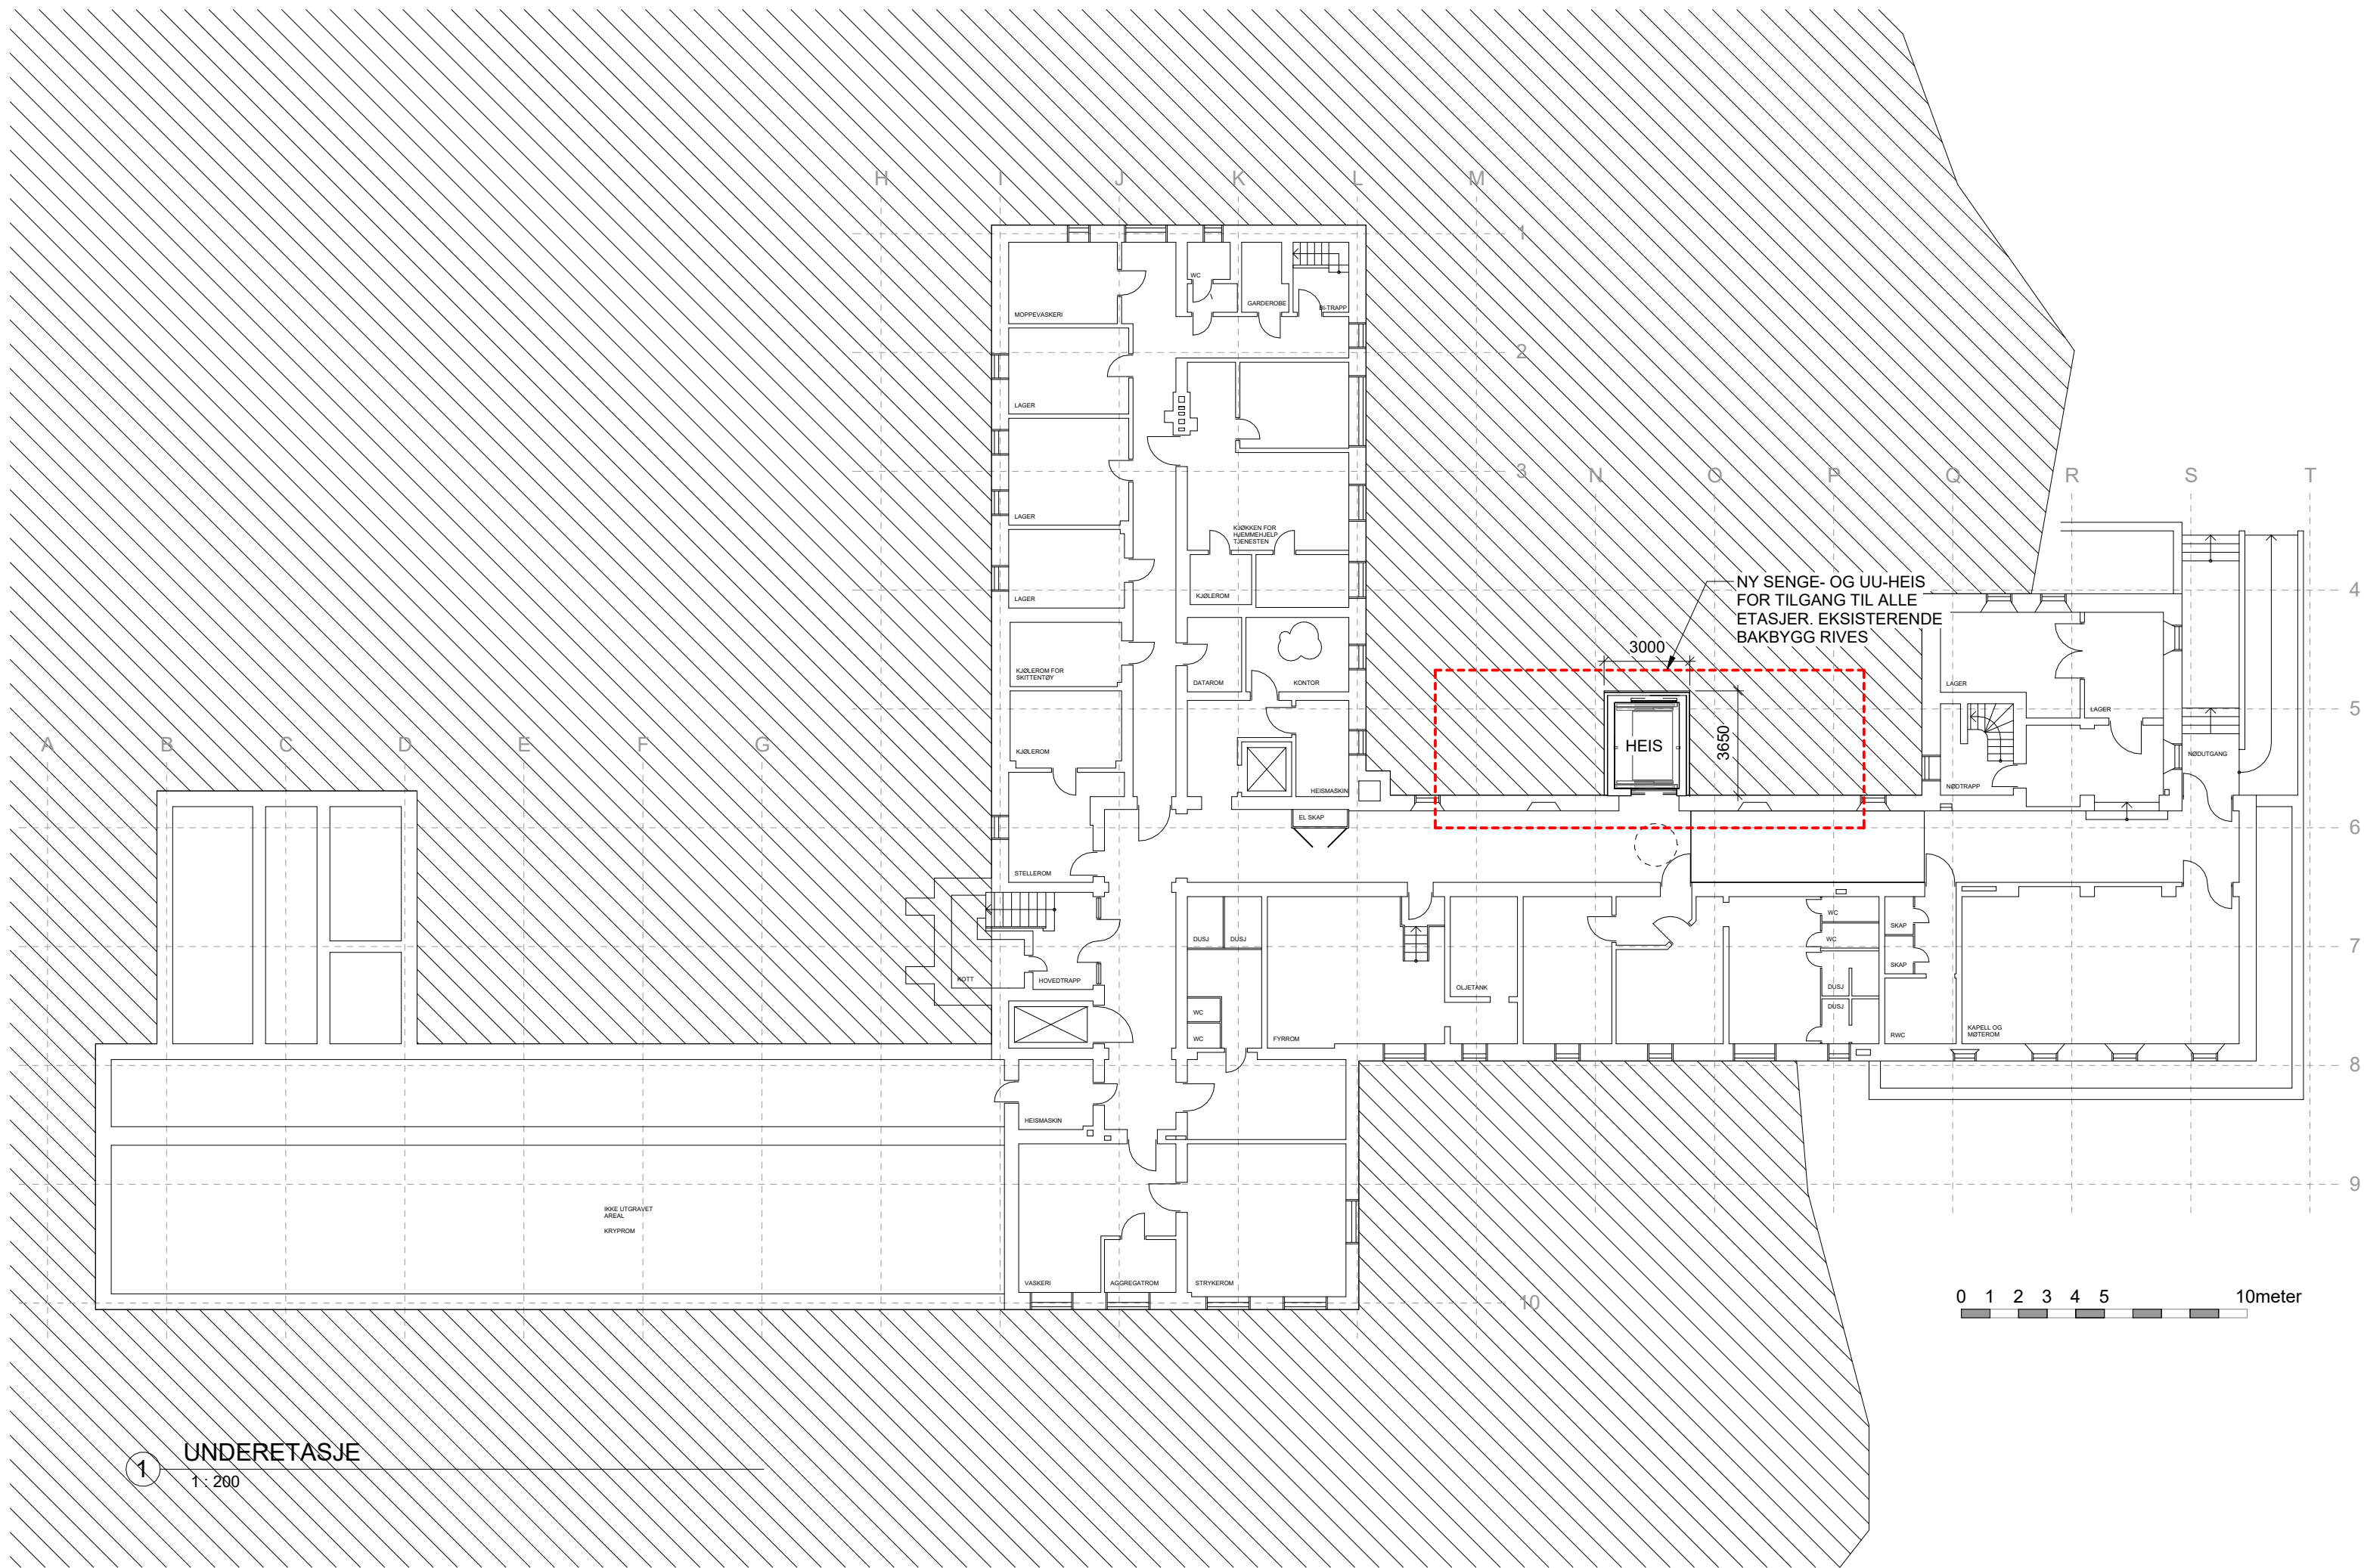 H I J K L M
1
WC
GARDEROBE
BI-TRAPP
MOPPEVASKERI
2
LAGER
3
N O P Q R S T
LAGER
KJØKKEN FOR
HJEMMEHJELP
TJENESTEN
LAGER
KJØLEROM
4
NY SENGE- OG UU-HEIS
FOR TILGANG TIL ALLE
ETASJER. EKSISTERENDE
BAKBYGG RIVES
3000
KJØLEROM FOR
SKITTENTØY
DATAROM
KONTOR
LAGER
LAGER
5
A B C D E F G
KJØLEROM
HEIS
3650
NØDUTGANG
HEISMASKIN
NØDTRAPP
EL SKAP
6
STELLEROM
WC
SKAP
DUSJ
DUSJ
WC
7
SKAP
KOTT
HOVEDTRAPP
OLJETANK
DUSJ
DUSJ
WC
WC
FYRROM
RWC
KAPELL OG
MØTEROM
8
HEISMASKIN
9
IKKE UTGRAVET
AREAL
KRYPROM
VASKERI
AGGREGATROM
STRYKEROM
10
0 1 2 3 4 5 10meter
1
UNDERETASJE
1 : 200